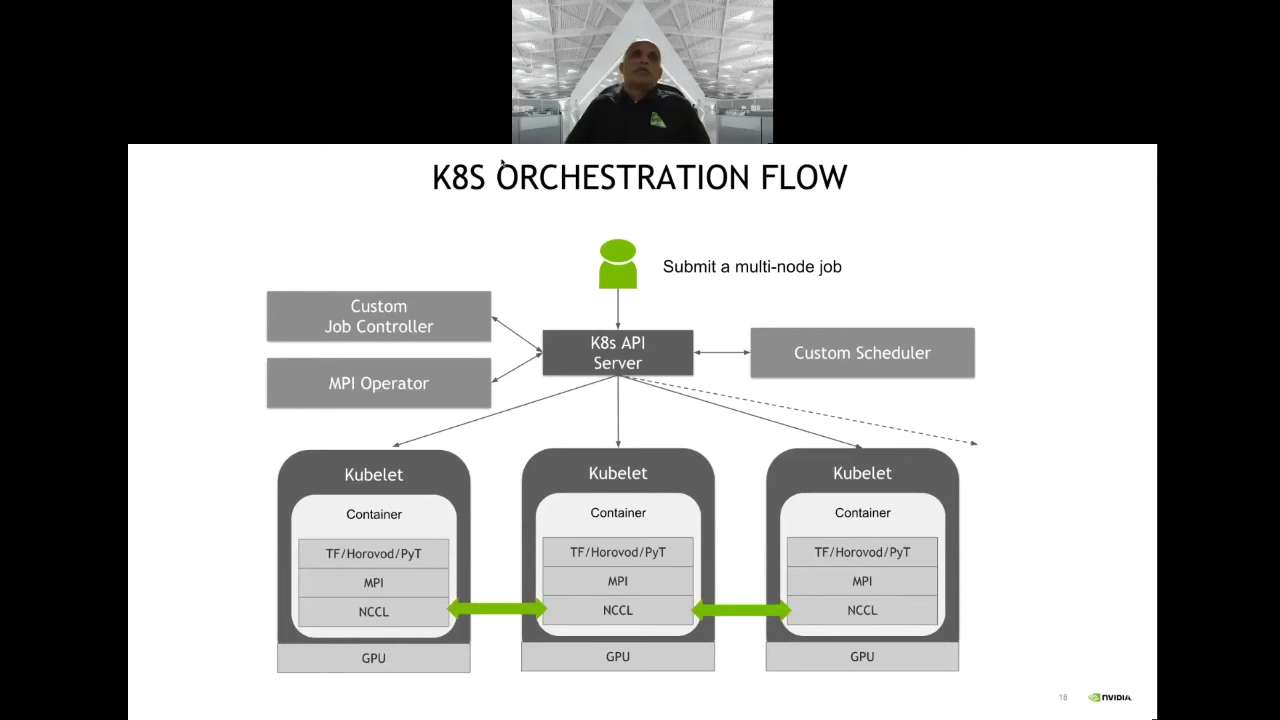 K8S ORCHESTRATION FLOW
Submit a multi-node job
Custom
Job Controller
K8s API
Server
Custom Scheduler
MPI Operator
Kubelet
Container
TF/Horovod/PyT
MPI
NCCL
GPU
Kubelet
Container
TF/Horovod/PyT
MPI
NCCL
GPU
Kubelet
Container
TF/Horovod/PyT
MPI
NCCL
GPU
18
NVIDIA.